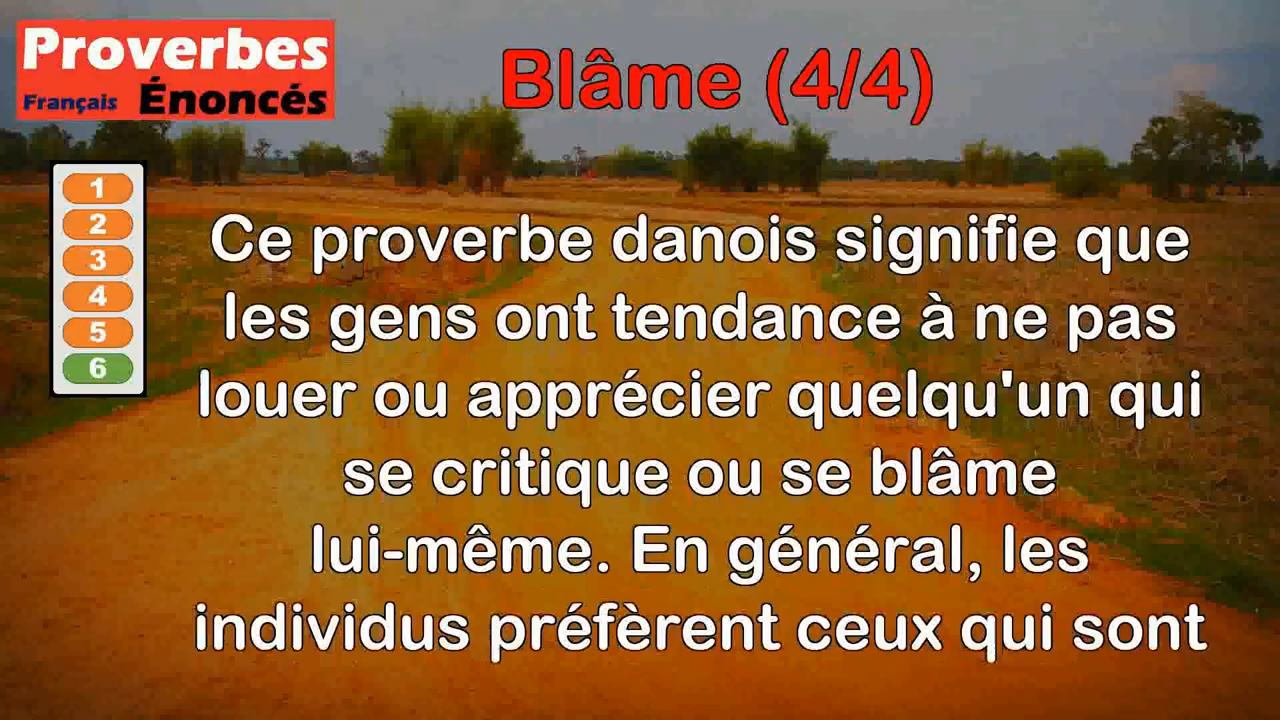 Proverbes
Français Énoncés
Blâme (4/4)
1
2
3
4
5
6
Ce proverbe danois signifie que
les gens ont tendance à ne pas
louer ou apprécier quelqu'un qui
se critique ou se blâme
lui-même. En général, les
individus préfèrent ceux qui sont